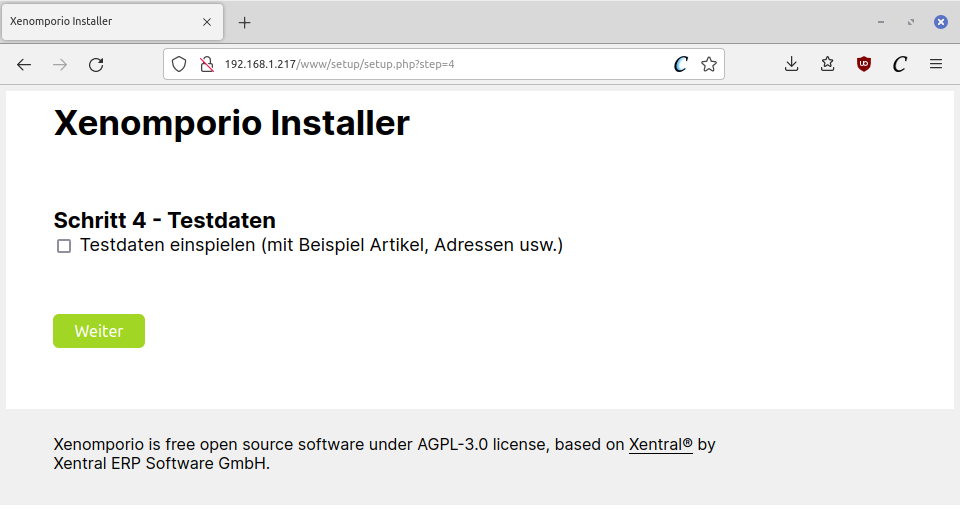 Xenomporio Installer
192.168.1.217/www/setup/setup.php?step=4
Xenomporio Installer
Schritt 4 - Testdaten
Testdaten einspielen (mit Beispiel Artikel, Adressen usw.)
Weiter
Xenomporio is free open source software under AGPL-3.0 license, based on Xentral® by
Xentral ERP Software GmbH.